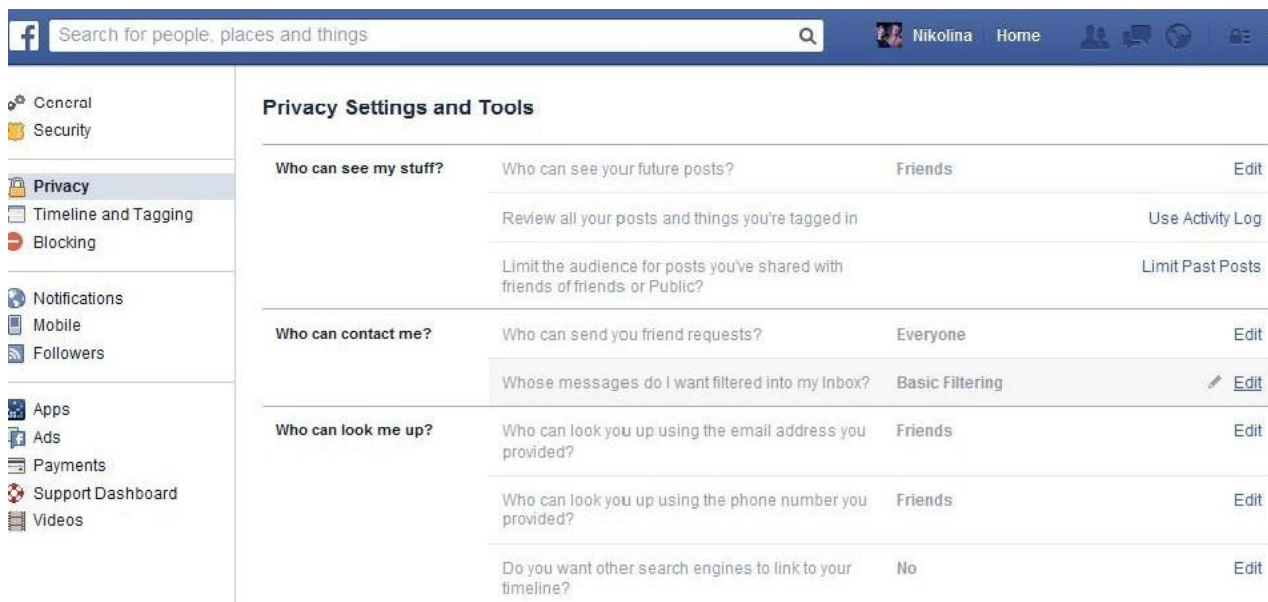 f
Search for people, places and things
Nikolina
Home
General
Security
Privacy
Timeline and Tagging
Blocking
Notifications
Mobile
Followers
Apps
Ads
Payments
Support Dashboard
Videos
Privacy Settings and Tools
Who can see my stuff?
Who can see your future posts?
Friends
Edit
Review all your posts and things you're tagged in
Use Activity Log
Limit the audience for posts you've shared with
friends of friends or Public?
Limit Past Posts
Who can contact me?
Who can send you friend requests?
Everyone
Edit
Whose messages do I want filtered into my Inbox?
Basic Filtering
Edit
Who can look me up?
Who can look you up using the email address you
provided?
Friends
Edit
Who can look you up using the phone number you
provided?
Friends
Edit
Do you want other search engines to link to your
timeline?
No
Edit